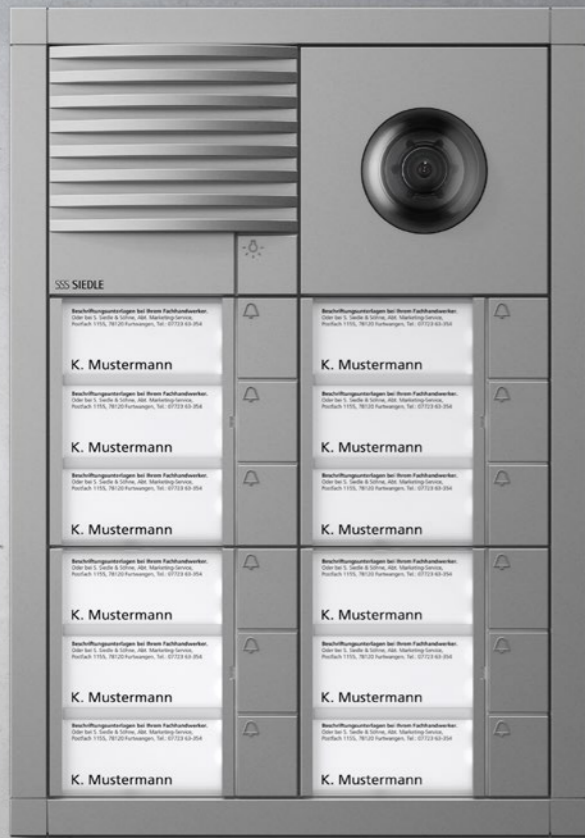 SSS SIEDLE
Beschriftungsunterlagen bei Ihrem Fachhandwerker.
Oder bei S. Siedle & Söhne, Abt. Marketing-Service,
Postfach 1155, 78120 Furtwangen, Tel.: 07723 63-354
K. Mustermann
Beschriftungsunterlagen bei Ihrem Fachhandwerker.
Oder bei S. Siedle & Söhne, Abt. Marketing-Service,
Postfach 1155, 78120 Furtwangen, Tel.: 07723 63-354
K. Mustermann
Beschriftungsunterlagen bei Ihrem Fachhandwerker.
Oder bei S. Siedle & Söhne, Abt. Marketing-Service,
Postfach 1155, 78120 Furtwangen, Tel.: 07723 63-354
K. Mustermann
Beschriftungsunterlagen bei Ihrem Fachhandwerker.
Oder bei S. Siedle & Söhne, Abt. Marketing-Service,
Postfach 1155, 78120 Furtwangen, Tel.: 07723 63-354
K. Mustermann
Beschriftungsunterlagen bei Ihrem Fachhandwerker.
Oder bei S. Siedle & Söhne, Abt. Marketing-Service,
Postfach 1155, 78120 Furtwangen, Tel.: 07723 63-354
K. Mustermann
Beschriftungsunterlagen bei Ihrem Fachhandwerker.
Oder bei S. Siedle & Söhne, Abt. Marketing-Service,
Postfach 1155, 78120 Furtwangen, Tel.: 07723 63-354
K. Mustermann
Beschriftungsunterlagen bei Ihrem Fachhandwerker.
Oder bei S. Siedle & Söhne, Abt. Marketing-Service,
Postfach 1155, 78120 Furtwangen, Tel.: 07723 63-354
K. Mustermann
Beschriftungsunterlagen bei Ihrem Fachhandwerker.
Oder bei S. Siedle & Söhne, Abt. Marketing-Service,
Postfach 1155, 78120 Furtwangen, Tel.: 07723 63-354
K. Mustermann
Beschriftungsunterlagen bei Ihrem Fachhandwerker.
Oder bei S. Siedle & Söhne, Abt. Marketing-Service,
Postfach 1155, 78120 Furtwangen, Tel.: 07723 63-354
K. Mustermann
Beschriftungsunterlagen bei Ihrem Fachhandwerker.
Oder bei S. Siedle & Söhne, Abt. Marketing-Service,
Postfach 1155, 78120 Furtwangen, Tel.: 07723 63-354
K. Mustermann
Beschriftungsunterlagen bei Ihrem Fachhandwerker.
Oder bei S. Siedle & Söhne, Abt. Marketing-Service,
Postfach 1155, 78120 Furtwangen, Tel.: 07723 63-354
K. Mustermann
Beschriftungsunterlagen bei Ihrem Fachhandwerker.
Oder bei S. Siedle & Söhne, Abt. Marketing-Service,
Postfach 1155, 78120 Furtwangen, Tel.: 07723 63-354
K. Mustermann